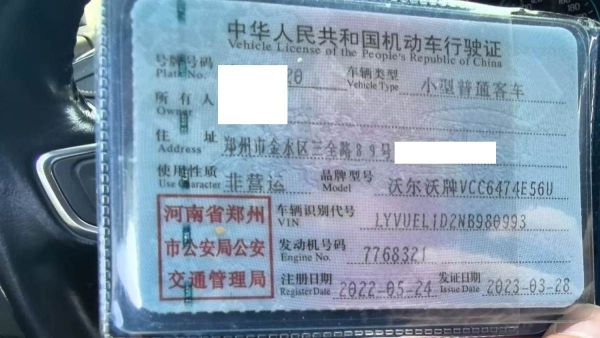 中华人民共和国机动车行驶证
Vehicle License of the People's Republic of China
号牌号码 20 车辆类型 小型普通客车
Plate No. Vehicle Type
所有人
Owner
住址 郑州市金水区三全路89号
Address
使用性质 非营运 品牌型号 沃尔沃牌VCC6474E56U
Use Character Model
河南省郑州
市公安局公安
交通管理局
车辆识别代号 LYVUEL1D2NB980993
VIN
发动机号码 7768321
Engine No.
注册日期 2022-05-24 发证日期 2023-03-28
Register Date Issue Date